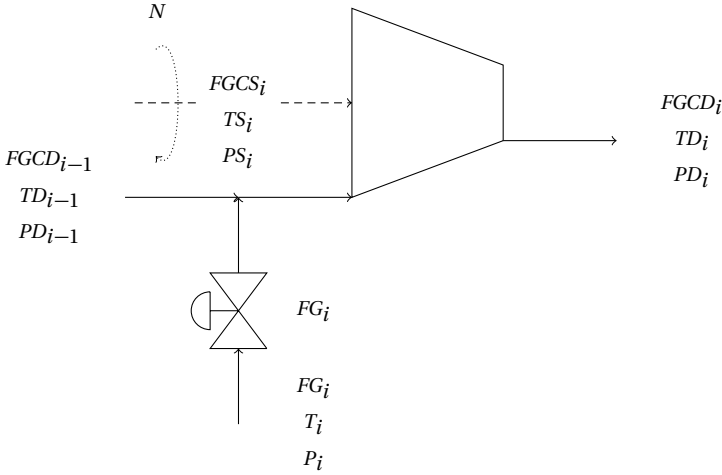 N
FGCS_i
TS_i
PS_i
FGCD_{i−1}
TD_{i−1}
PD_{i−1}
FGCD_i
TD_i
PD_i
FG_i
FG_i
T_i
P_i